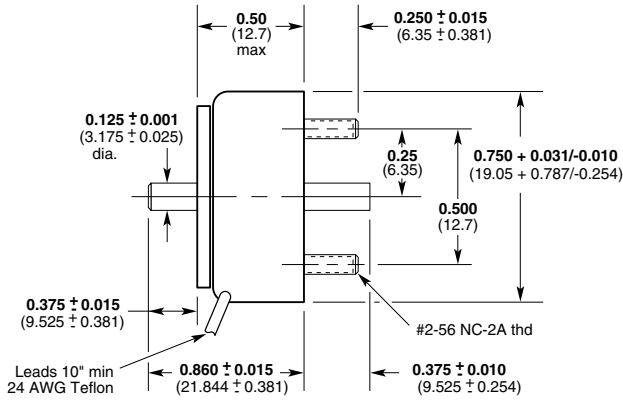 0.50
(12.7)
max
0.250 ± 0.015
(6.35 ± 0.381)
0.125 ± 0.001
(3.175 ± 0.025)
dia.
0.25
(6.35)
0.750 + 0.031/-0.010
(19.05 + 0.787/-0.254)
0.500
(12.7)
0.375 ± 0.015
(9.525 ± 0.381)
#2-56 NC-2A thd
Leads 10" min
24 AWG Teflon
0.860 ± 0.015
(21.844 ± 0.381)
0.375 ± 0.010
(9.525 ± 0.254)